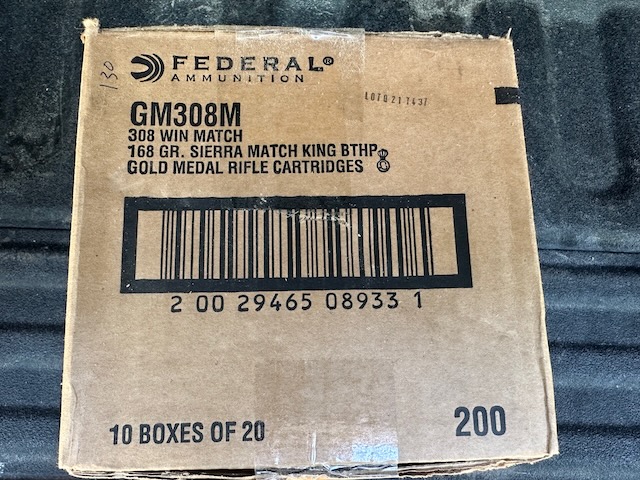 130
FEDERAL®
AMMUNITION
LOT021T437
GM308M
308 WIN MATCH
168 GR. SIERRA MATCH KING BTHP
GOLD MEDAL RIFLE CARTRIDGES
2 00 29465 08933 1
10 BOXES OF 20
200